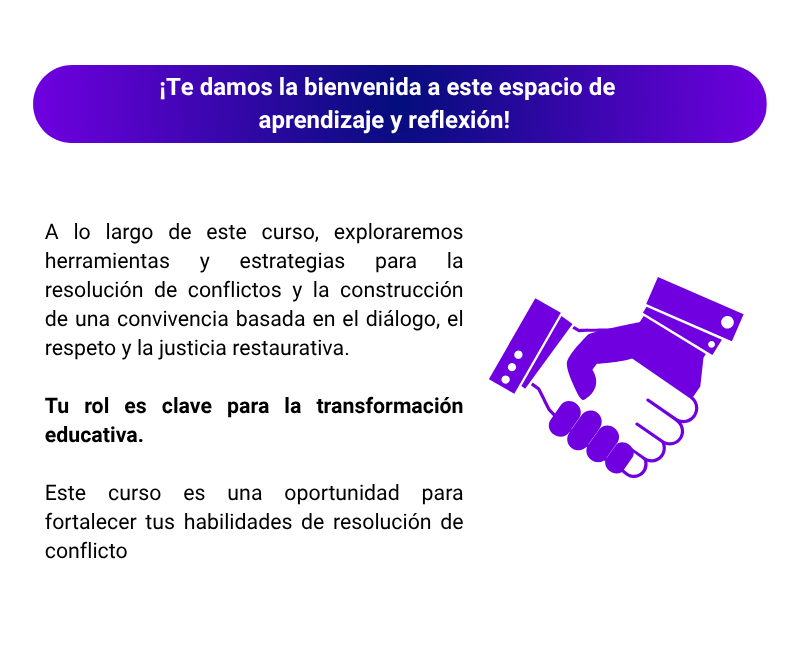 ¡Te damos la bienvenida a este espacio de
aprendizaje y reflexión!
A lo largo de este curso, exploraremos
herramientas y estrategias para la
resolución de conflictos y la construcción
de una convivencia basada en el diálogo, el
respeto y la justicia restaurativa.
Tu rol es clave para la transformación
educativa.
Este curso es una oportunidad para
fortalecer tus habilidades de resolución de
conflicto